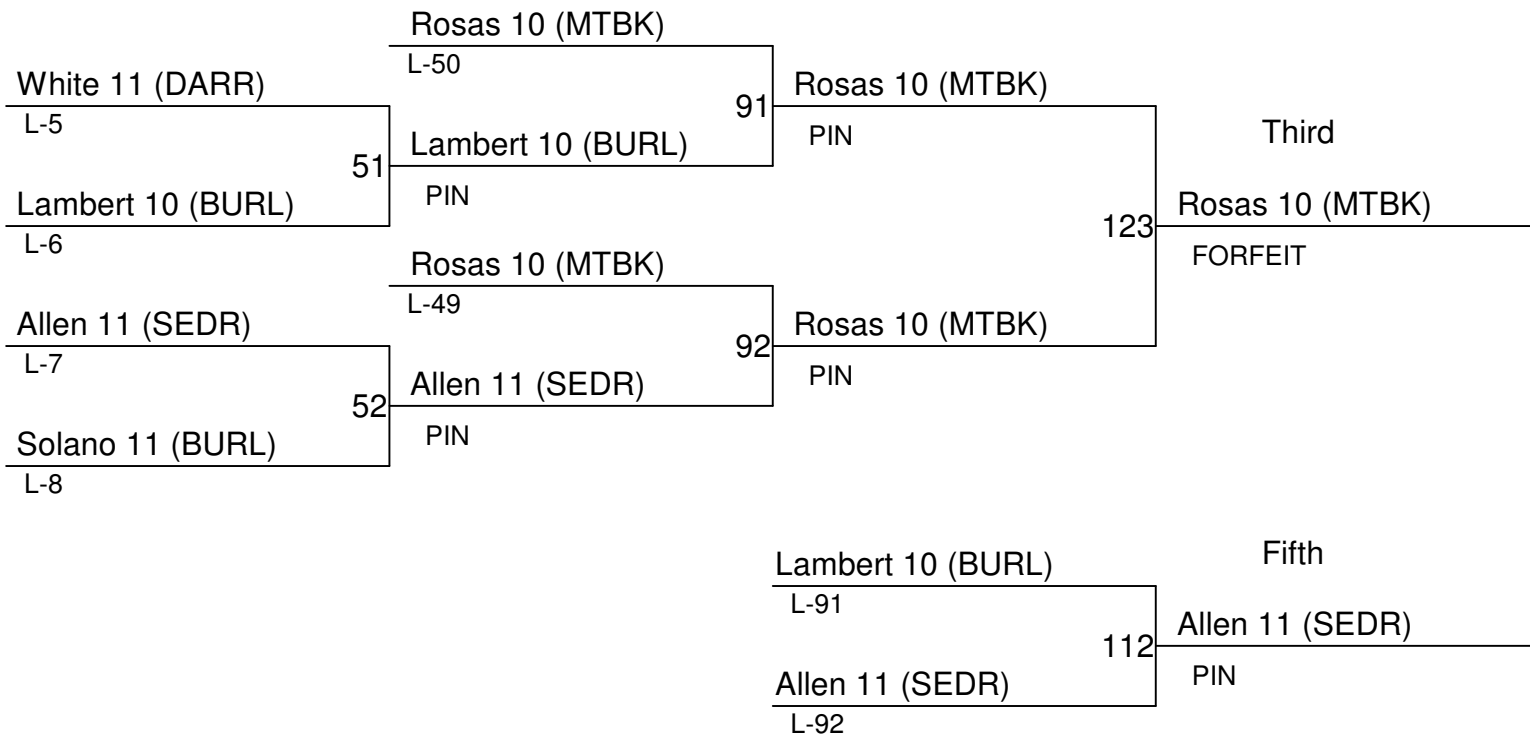 Rosas 10 (MTBK)
L-50
White 11 (DARR)
L-5
91
Rosas 10 (MTBK)
PIN
Third
51
Lambert 10 (BURL)
PIN
Lambert 10 (BURL)
L-6
123
Rosas 10 (MTBK)
FORFEIT
Rosas 10 (MTBK)
L-49
Allen 11 (SEDR)
L-7
92
Rosas 10 (MTBK)
PIN
52
Allen 11 (SEDR)
PIN
Solano 11 (BURL)
L-8
Fifth
Lambert 10 (BURL)
L-91
112
Allen 11 (SEDR)
PIN
Allen 11 (SEDR)
L-92